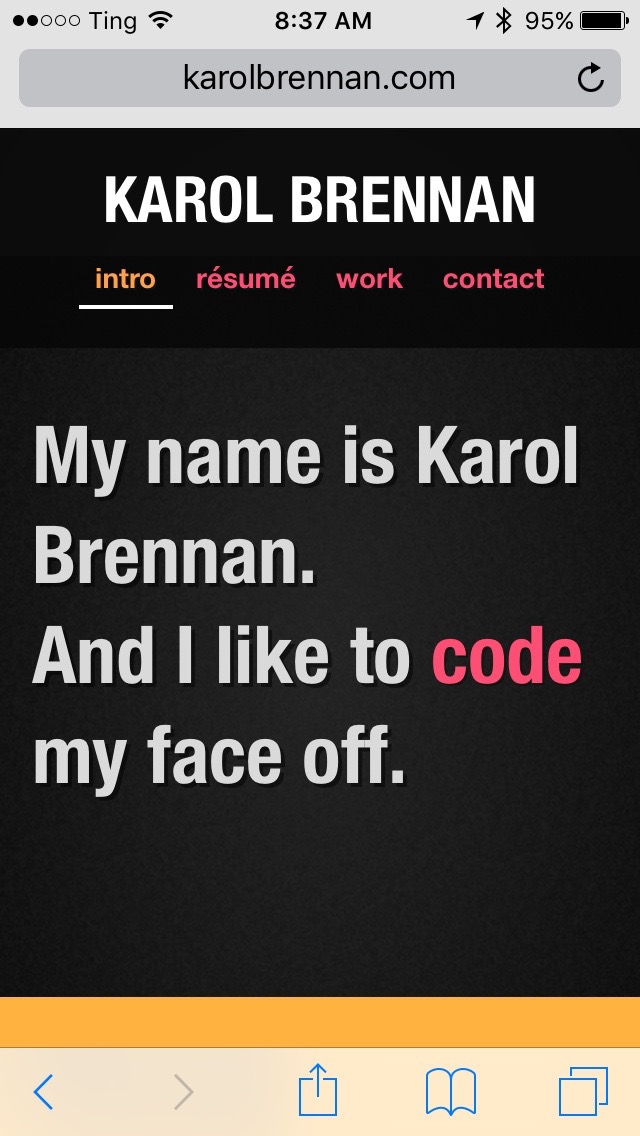 Ting 8:37 AM 95%
karolbrennan.com
KAROL BRENNAN
intro résumé work contact
My name is Karol
Brennan.
And I like to code
my face off.